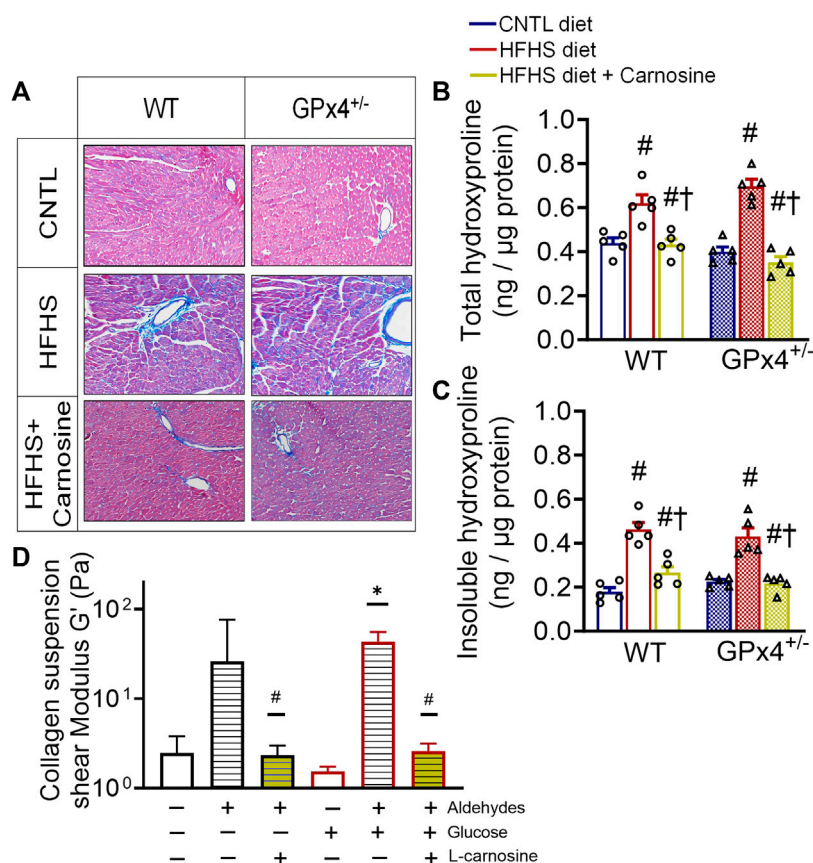 CNTL diet
HFHS diet
HFHS diet + Carnosine
A
WT
GPx4+/-
CNTL
HFHS
HFHS+
Carnosine
B
Total hydroxyproline
(ng / µg protein)
1.0
0.8
0.6
0.4
0.2
0.0
#
#†
#
#†
WT
GPx4+/-
C
Insoluble hydroxyproline
(ng / µg protein)
1.0
0.8
0.6
0.4
0.2
0.0
#
#†
#
#†
WT
GPx4+/-
D
Collagen suspension
shear Modulus G' (Pa)
10²
10¹
10⁰
#
*
#
– + + – + + Aldehydes
– – – + + + Glucose
– – + – – + L-carnosine